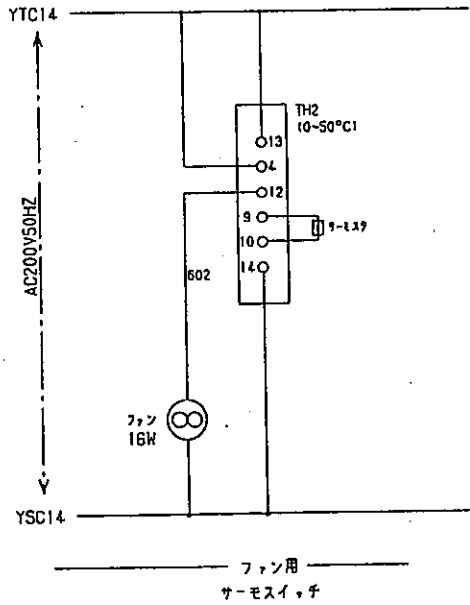 YTC14
TH2
(0~50°C)
13
4
12
9
サーミスタ
10
14
AC200V50HZ
602
ファン
16W
YSC14
ファン用
サーモスイッチ